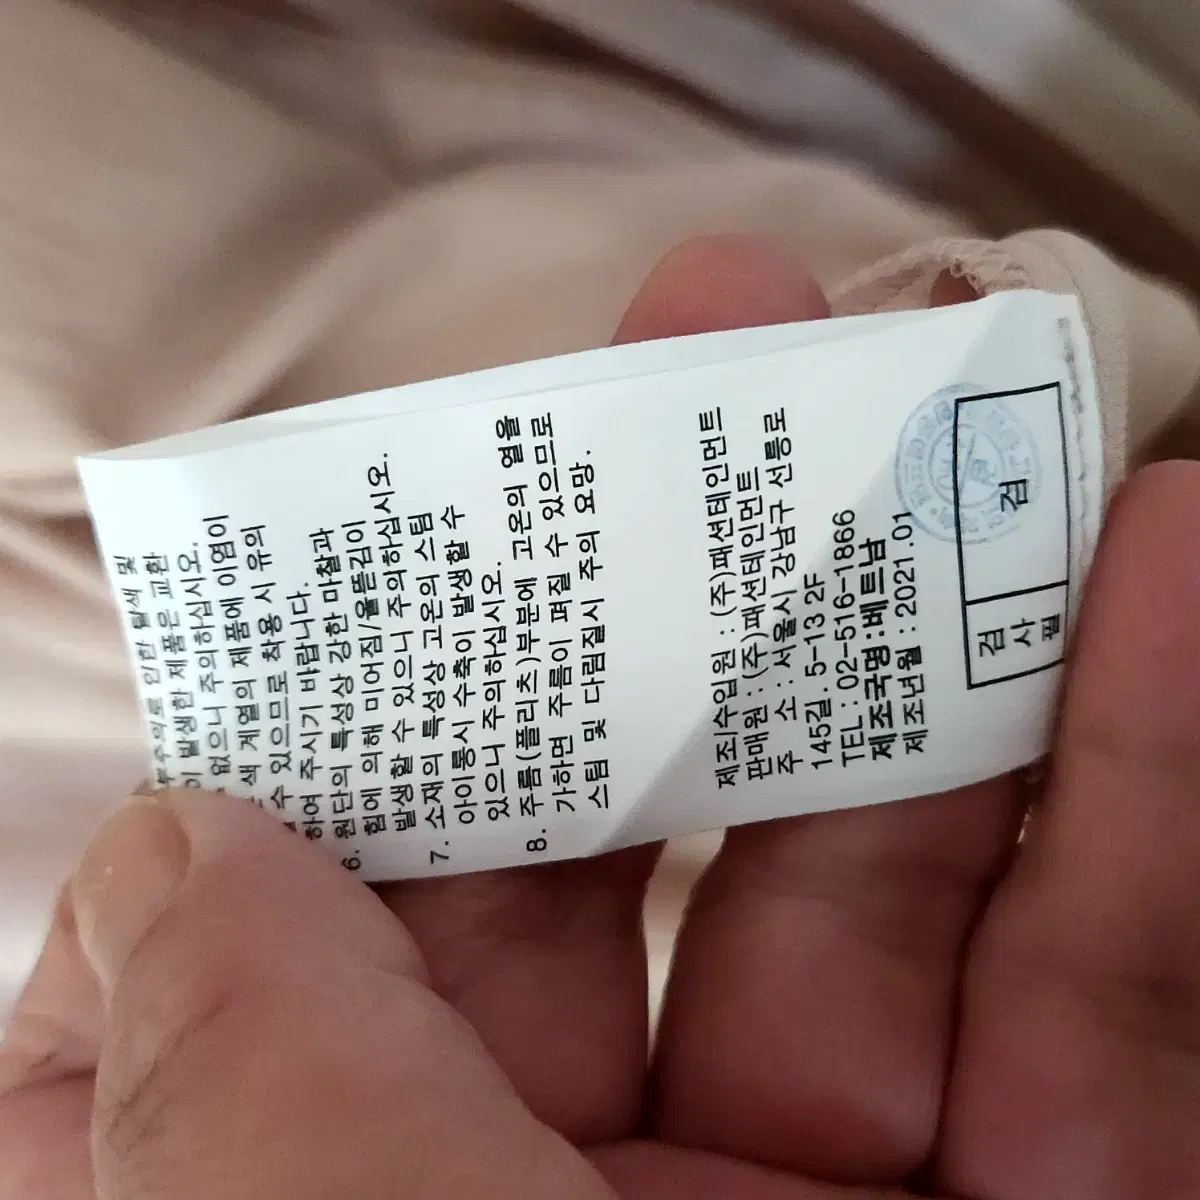 부주의로 인한 탈색 및
이 발생한 제품은 교환
없으니 주의하십시오.
색 계열의 제품에 이염이
수 있으므로 착용 시 유의
하여 주시기 바랍니다.
6. 원단의 특성상 강한 마찰과
힘에 의해 미어짐/올뜯김이
발생할 수 있으니 주의하십시오.
7. 소재의 특성상 고온의 스팀
아이롱시 수축이 발생할 수
있으니 주의하십시오.
8. 주름(플리츠)부분에 고온의 열을
가하면 주름이 펴질 수 있으므로
스팀 및 다림질시 주의 요망.
제조/수입원 : (주)패션테인먼트
판매원 : (주)패션테인먼트
주 소 : 서울시 강남구 선릉로
145길. 5-13 2F
TEL : 02-516-1866
제조국명 : 베트남
제조년월 : 2021.01
검사필
검